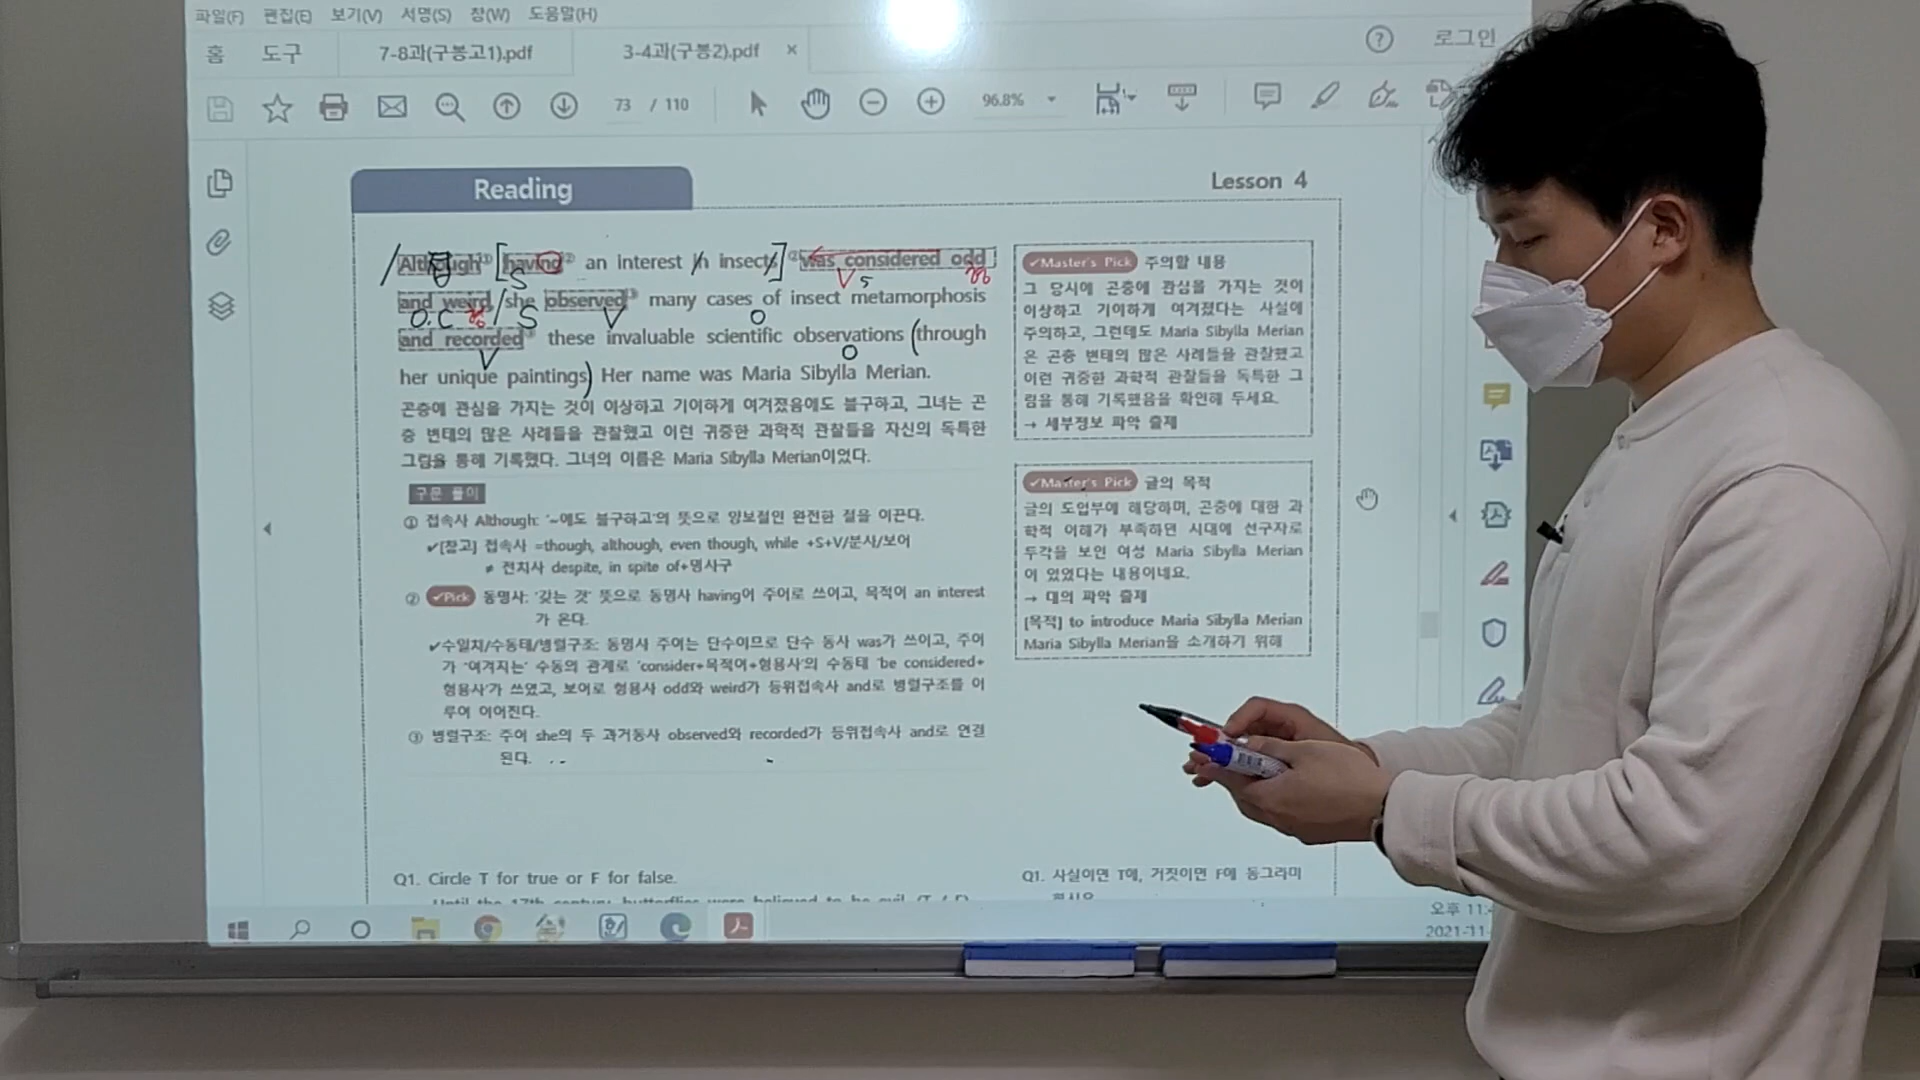 파일(F) 편집(E) 보기(V) 서명(S) 창(W) 도움말(H)
홈 도구 7-8과(구봉고1).pdf 3-4과(구봉2).pdf × ? 로그인
73 / 110 96.8%
Reading
Lesson 4
Although① having② an interest in insects ②was considered odd
S V 5
and weird, she observed③ many cases of insect metamorphosis
O.C S V O
and recorded③ these invaluable scientific observations (through
V O
her unique paintings) Her name was Maria Sibylla Merian.
곤충에 관심을 가지는 것이 이상하고 기이하게 여겨졌음에도 불구하고, 그녀는 곤
충 변태의 많은 사례들을 관찰했고 이런 귀중한 과학적 관찰들을 자신의 독특한
그림을 통해 기록했다. 그녀의 이름은 Maria Sibylla Merian이었다.
구문 풀이
① 접속사 Although: '~에도 불구하고'의 뜻으로 양보절인 완전한 절을 이끈다.
✔[참고] 접속사 =though, although, even though, while +S+V/분사/보어
≠ 전치사 despite, in spite of+명사구
② ✔Pick 동명사: '갖는 것' 뜻으로 동명사 having이 주어로 쓰이고, 목적어 an interest
가 온다.
✔수일치/수동태/병렬구조: 동명사 주어는 단수이므로 단수 동사 was가 쓰이고, 주어
가 '여겨지는' 수동의 관계로 'consider+목적어+형용사'의 수동태 'be considered+
형용사'가 쓰였고, 보어로 형용사 odd와 weird가 등위접속사 and로 병렬구조를 이
루어 이어진다.
③ 병렬구조: 주어 she의 두 과거동사 observed와 recorded가 등위접속사 and로 연결
된다.
✔Master's Pick 주의할 내용
그 당시에 곤충에 관심을 가지는 것이
이상하고 기이하게 여겨졌다는 사실에
주의하고, 그런데도 Maria Sibylla Merian
은 곤충 변태의 많은 사례들을 관찰했고
이런 귀중한 과학적 관찰들을 독특한 그
림을 통해 기록했음을 확인해 두세요.
→ 세부정보 파악 출제
✔Master's Pick 글의 목적
글의 도입부에 해당하며, 곤충에 대한 과
학적 이해가 부족하던 시대에 선구자로
두각을 보인 여성 Maria Sibylla Merian
이 있었다는 내용이네요.
→ 대의 파악 출제
[목적] to introduce Maria Sibylla Merian
Maria Sibylla Merian을 소개하기 위해
Q1. Circle T for true or F for false.
Until the 17th century, butterflies were believed to be evil. (T / F)
Q1. 사실이면 T에, 거짓이면 F에 동그라미
하시오
오후 11:
2021-11-